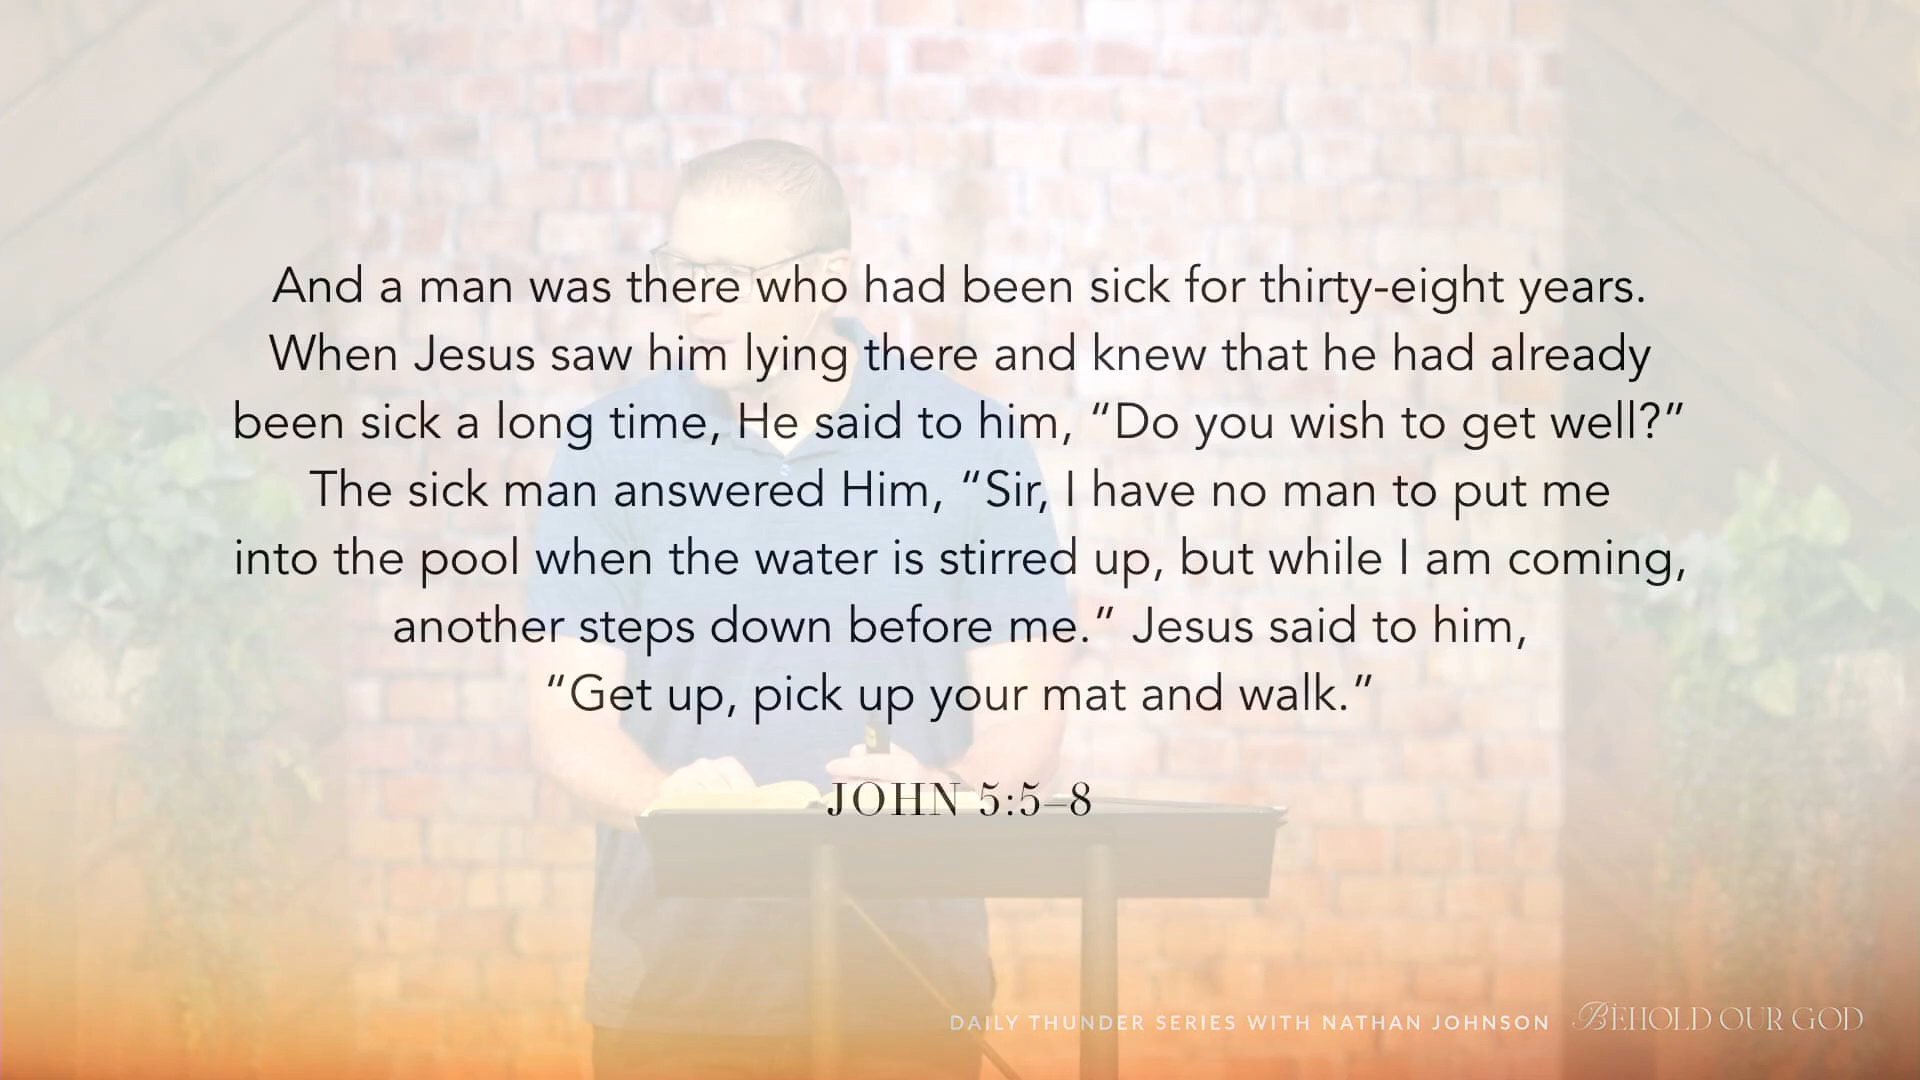 And a man was there who had been sick for thirty-eight years.
When Jesus saw him lying there and knew that he had already
been sick a long time, He said to him, “Do you wish to get well?”
The sick man answered Him, “Sir, I have no man to put me
into the pool when the water is stirred up, but while I am coming,
another steps down before me.” Jesus said to him,
“Get up, pick up your mat and walk.”
JOHN 5:5–8
DAILY THUNDER SERIES WITH NATHAN JOHNSON BEHOLD OUR GOD